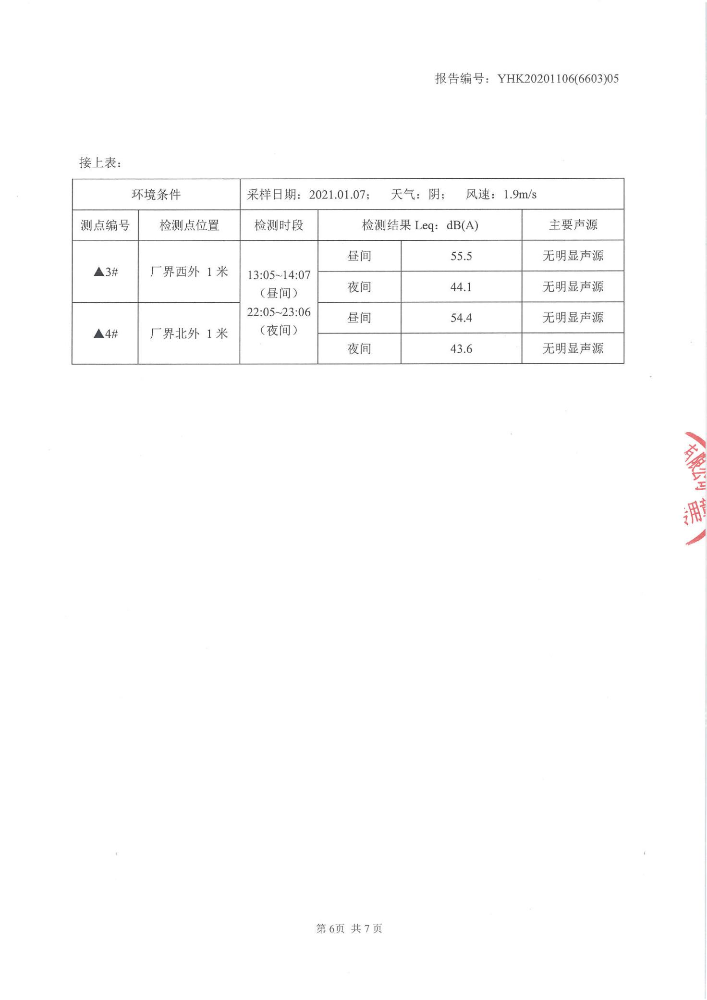 报告编号：YHK20201106(6603)05
接上表：
环境条件 采样日期：2021.01.07； 天气：阴； 风速：1.9m/s
测点编号 检测点位置 检测时段 检测结果 Leq：dB(A) 主要声源
▲3# 厂界西外 1 米
13:05~14:07
（昼间）
22:05~23:06
（夜间）
昼间 55.5 无明显声源
夜间 44.1 无明显声源
▲4# 厂界北外 1 米
昼间 54.4 无明显声源
夜间 43.6 无明显声源
有限公司
用章
第 6页 共 7 页